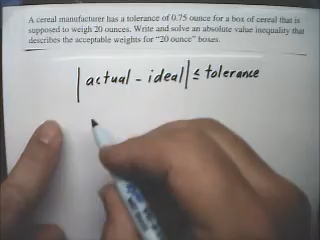 A cereal manufacturer has a tolerance of 0.75 ounce for a box of cereal that is
supposed to weigh 20 ounces. Write and solve an absolute value inequality that
describes the acceptable weights for "20 ounce" boxes.
|actual - ideal| ≤ tolerance